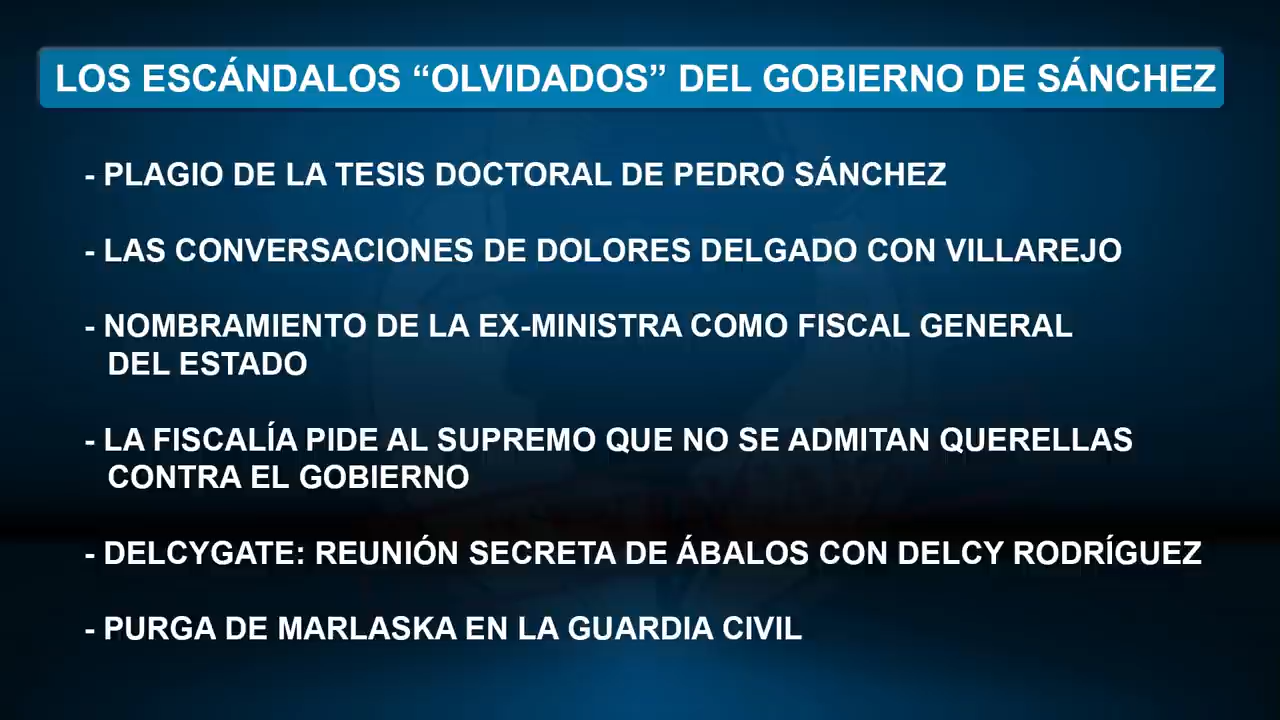 LOS ESCÁNDALOS “OLVIDADOS” DEL GOBIERNO DE SÁNCHEZ
- PLAGIO DE LA TESIS DOCTORAL DE PEDRO SÁNCHEZ
- LAS CONVERSACIONES DE DOLORES DELGADO CON VILLAREJO
- NOMBRAMIENTO DE LA EX-MINISTRA COMO FISCAL GENERAL
DEL ESTADO
- LA FISCALÍA PIDE AL SUPREMO QUE NO SE ADMITAN QUERELLAS
CONTRA EL GOBIERNO
- DELCYGATE: REUNIÓN SECRETA DE ÁBALOS CON DELCY RODRÍGUEZ
- PURGA DE MARLASKA EN LA GUARDIA CIVIL